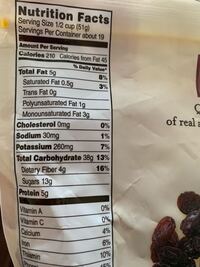 Nutrition Facts
Serving Size 1/2 cup (51g)
Servings Per Container about 19
Amount Per Serving
Calories 210 Calories from Fat 45
% Daily Value*
Total Fat 5g 8%
Saturated Fat 0.5g 3%
Trans Fat 0g
Polyunsaturated Fat 1g
Monounsaturated Fat 3g
Cholesterol 0mg 0%
Sodium 30mg 1%
Potassium 260mg 7%
Total Carbohydrate 38g 13%
Dietary Fiber 4g 16%
Sugars 13g
Protein 5g
Vitamin A 0%
Vitamin C 0%
Calcium 4%
Iron 6%
10%
of real